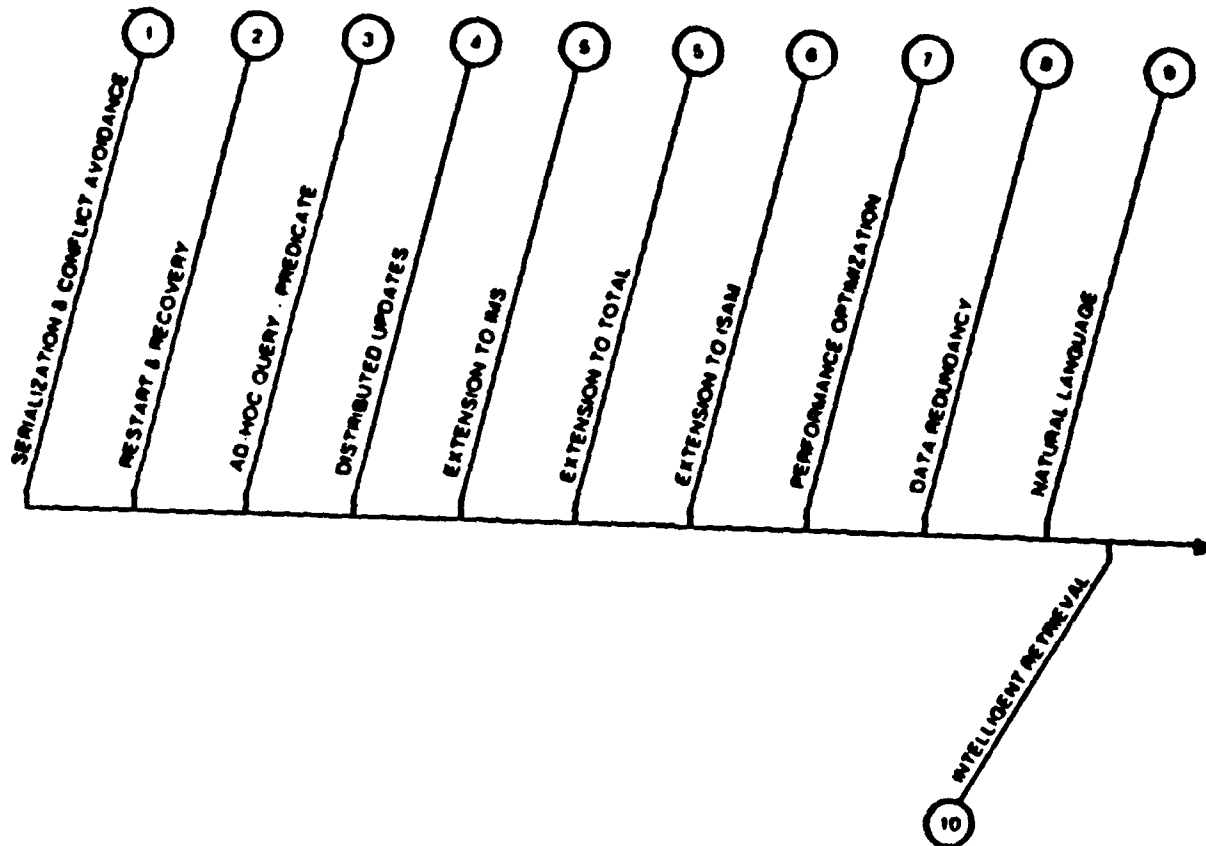 1
SERIALIZATION & CONFLICT AVOIDANCE
2
RESTART & RECOVERY
3
AD-HOC QUERY - PREDICATE
4
DISTRIBUTED UPDATES
5
EXTENSION TO IMS
5
EXTENSION TO TOTAL
6
EXTENSION TO ISAM
7
PERFORMANCE OPTIMIZATION
8
DATA REDUNDANCY
9
NATURAL LANGUAGE
INTELLIGENT RETRIEVAL
10